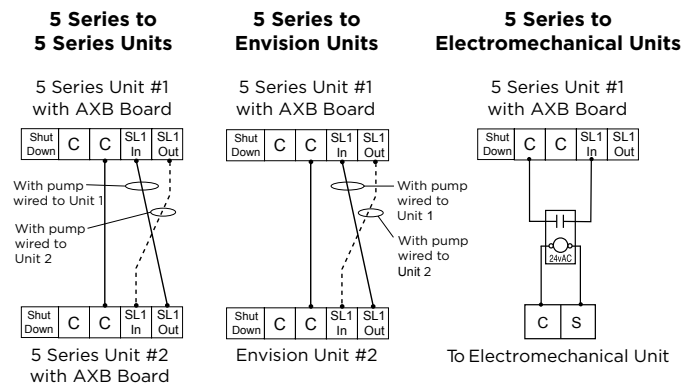 5 Series to
5 Series Units
5 Series Unit #1
with AXB Board
Shut
Down
C
C
SL1
In
SL1
Out
With pump
wired to Unit 1
With pump
wired to
Unit 2
Shut
Down
C
C
SL1
In
SL1
Out
5 Series Unit #2
with AXB Board
5 Series to
Envision Units
5 Series Unit #1
with AXB Board
Shut
Down
C
C
SL1
In
SL1
Out
With pump
wired to
Unit 1
With pump
wired to
Unit 2
Shut
Down
C
C
SL1
In
SL1
Out
Envision Unit #2
5 Series to
Electromechanical Units
5 Series Unit #1
with AXB Board
Shut
Down
C
C
SL1
In
SL1
Out
24vAC
C
S
To Electromechanical Unit